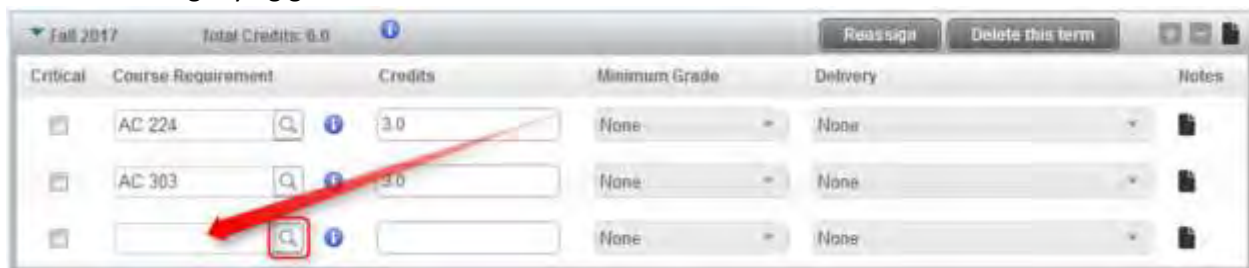 Fall 2017 Total Credits: 6.0 Reassign Delete this term
Critical Course Requirement Credits Minimum Grade Delivery Notes
AC 224 3.0 None None
AC 303 3.0 None None
None None